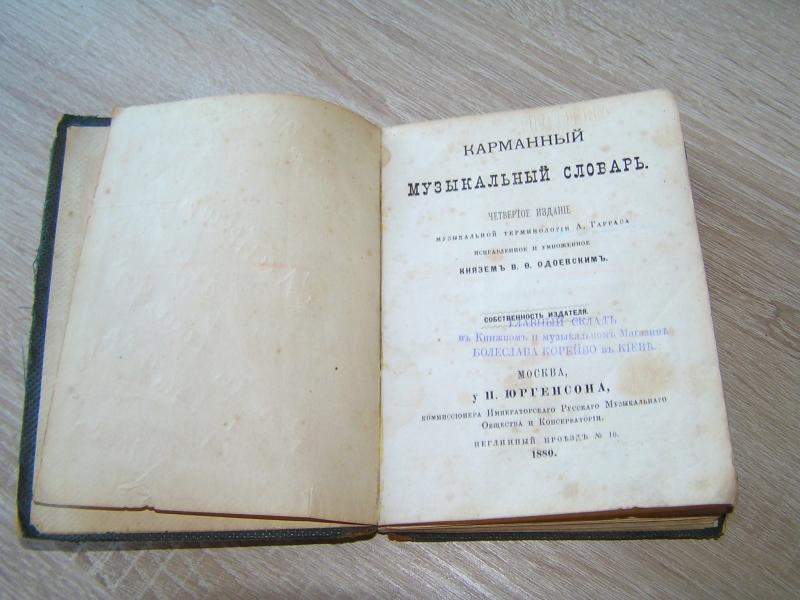 КАРМАННЫЙ
МУЗЫКАЛЬНЫЙ СЛОВАРЬ.
ЧЕТВЕРТОЕ ИЗДАНІЕ
МУЗЫКАЛЬНОЙ ТЕРМИНОЛОГІИ А. ГАРРАСА
ИСПРАВЛЕННОЕ И УМНОЖЕННОЕ
КНЯЗЕМЪ В. Ѳ. ОДОЕВСКИМЪ.
СОБСТВЕННОСТЬ ИЗДАТЕЛЯ.
ГЛАВНЫЙ СКЛАДЪ
въ Книжномъ и музыкальномъ Магазинѣ
БОЛЕСЛАВА КОРЕЙВО въ КІЕВѢ.
МОСКВА,
у П. ЮРГЕНСОНА,
КОММИССІОНЕРА ИМПЕРАТОРСКАГО РУССКАГО МУЗЫКАЛЬНАГО
ОБЩЕСТВА И КОНСЕРВАТОРІИ.
НЕГЛИННЫЙ ПРОѢЗДЪ № 10.
1880.